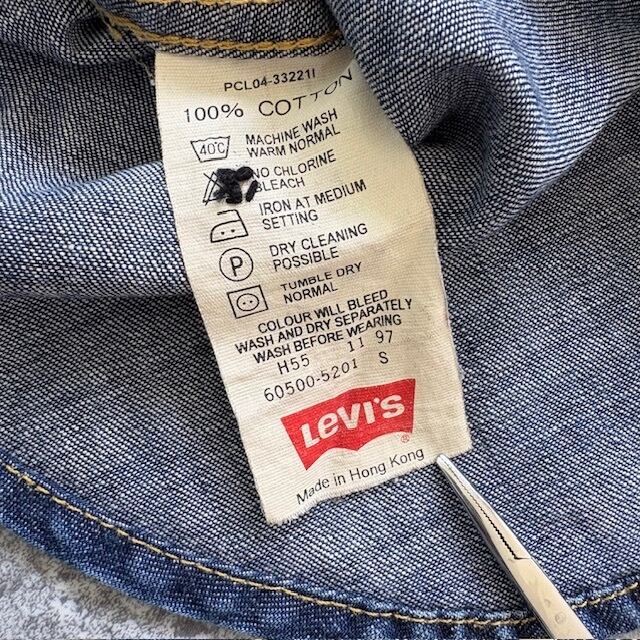 PCL04-33221I
100% COTTON
40°C
MACHINE WASH
WARM NORMAL
NO CHLORINE
BLEACH
IRON AT MEDIUM
SETTING
P
DRY CLEANING
POSSIBLE
TUMBLE DRY
NORMAL
COLOUR WILL BLEED
WASH AND DRY SEPARATELY
WASH BEFORE WEARING
H55 11 97
60500-5201 S
LEVI'S
®
Made in Hong Kong